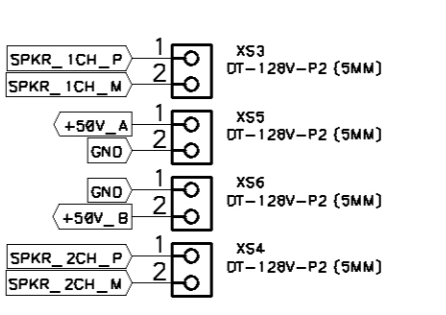 SPKR_1CH_P 1 XS3
SPKR_1CH_M 2 DT-128V-P2 (5MM)
+50V_A 1 XS5
GND 2 DT-128V-P2 (5MM)
GND 1 XS6
+50V_B 2 DT-128V-P2 (5MM)
SPKR_2CH_P 1 XS4
SPKR_2CH_M 2 DT-128V-P2 (5MM)